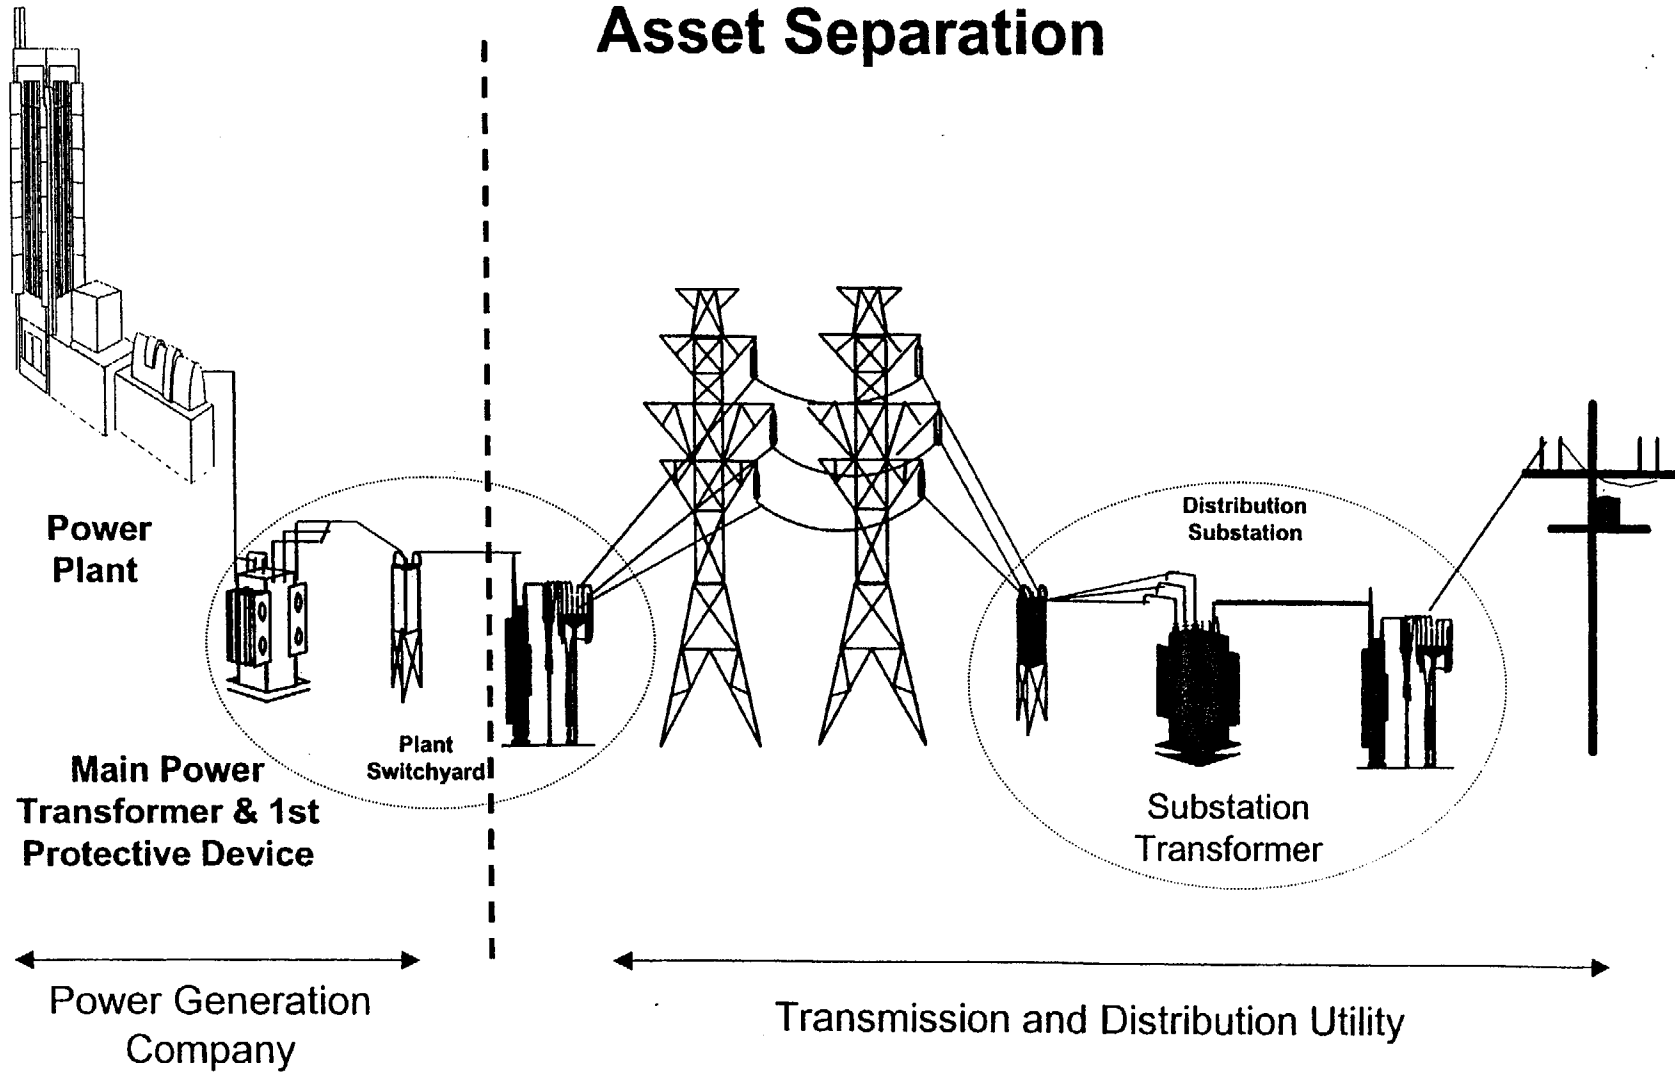 Asset Separation
Power
Plant
Distribution
Substation
Plant
Switchyard
Main Power
Transformer & 1st
Protective Device
Substation
Transformer
Power Generation
Company
Transmission and Distribution Utility